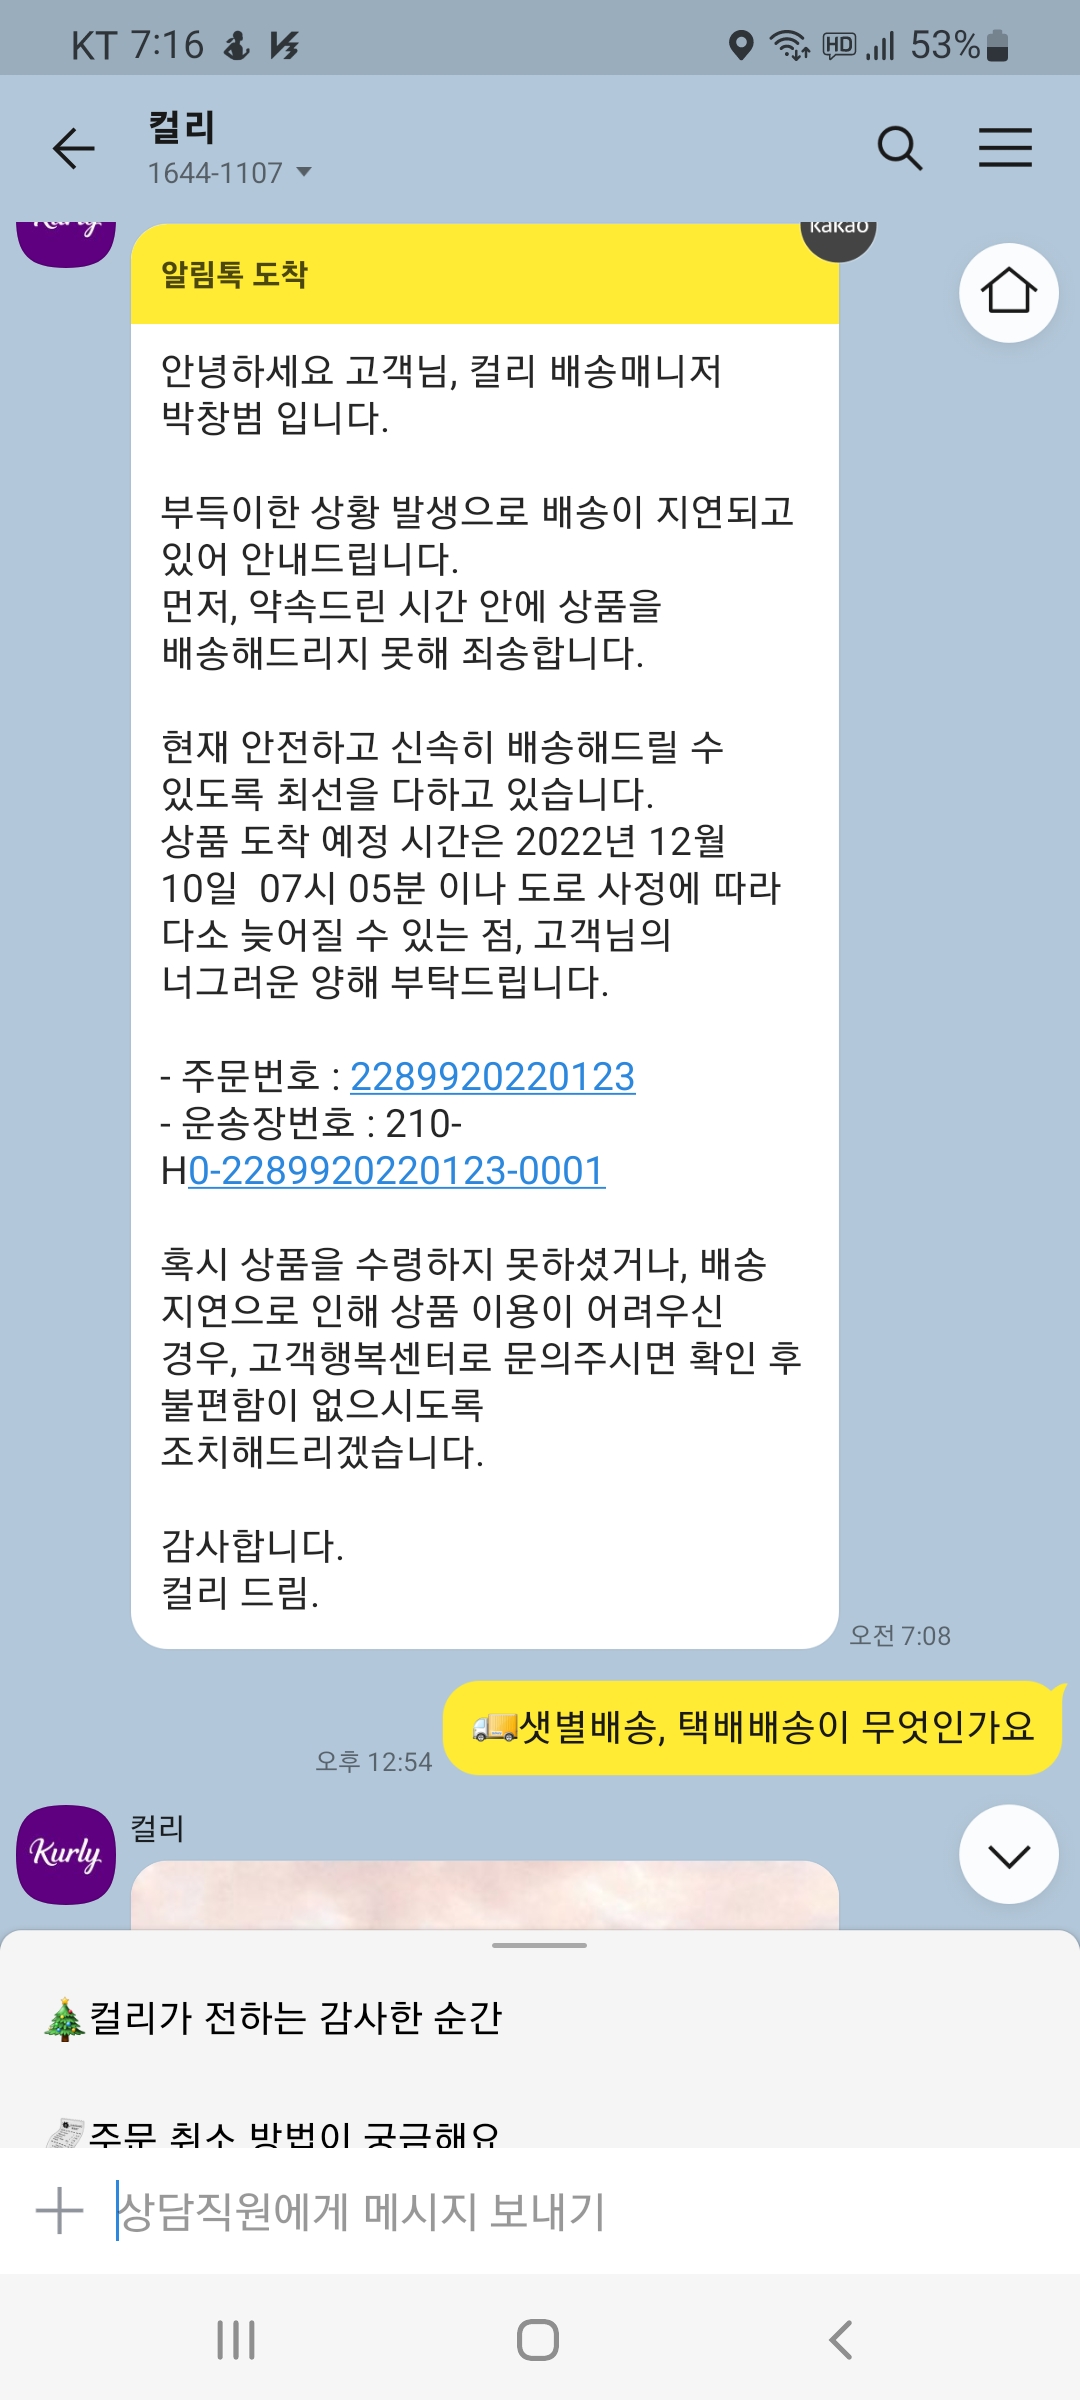 KT 7:16
HD 53%
컬리
1644-1107
Kurly
kakao
알림톡 도착
안녕하세요 고객님, 컬리 배송매니저
박창범 입니다.
부득이한 상황 발생으로 배송이 지연되고
있어 안내드립니다.
먼저, 약속드린 시간 안에 상품을
배송해드리지 못해 죄송합니다.
현재 안전하고 신속히 배송해드릴 수
있도록 최선을 다하고 있습니다.
상품 도착 예정 시간은 2022년 12월
10일  07시 05분 이나 도로 사정에 따라
다소 늦어질 수 있는 점, 고객님의
너그러운 양해 부탁드립니다.
- 주문번호 : 2289920220123
- 운송장번호 : 210-
H0-2289920220123-0001
혹시 상품을 수령하지 못하셨거나, 배송
지연으로 인해 상품 이용이 어려우신
경우, 고객행복센터로 문의주시면 확인 후
불편함이 없으시도록
조치해드리겠습니다.
감사합니다.
컬리 드림.
오전 7:08
🚚샛별배송, 택배배송이 무엇인가요
오후 12:54
Kurly
컬리
🎄컬리가 전하는 감사한 순간
🧾주문 취소 방법이 궁금해요
상담직원에게 메시지 보내기